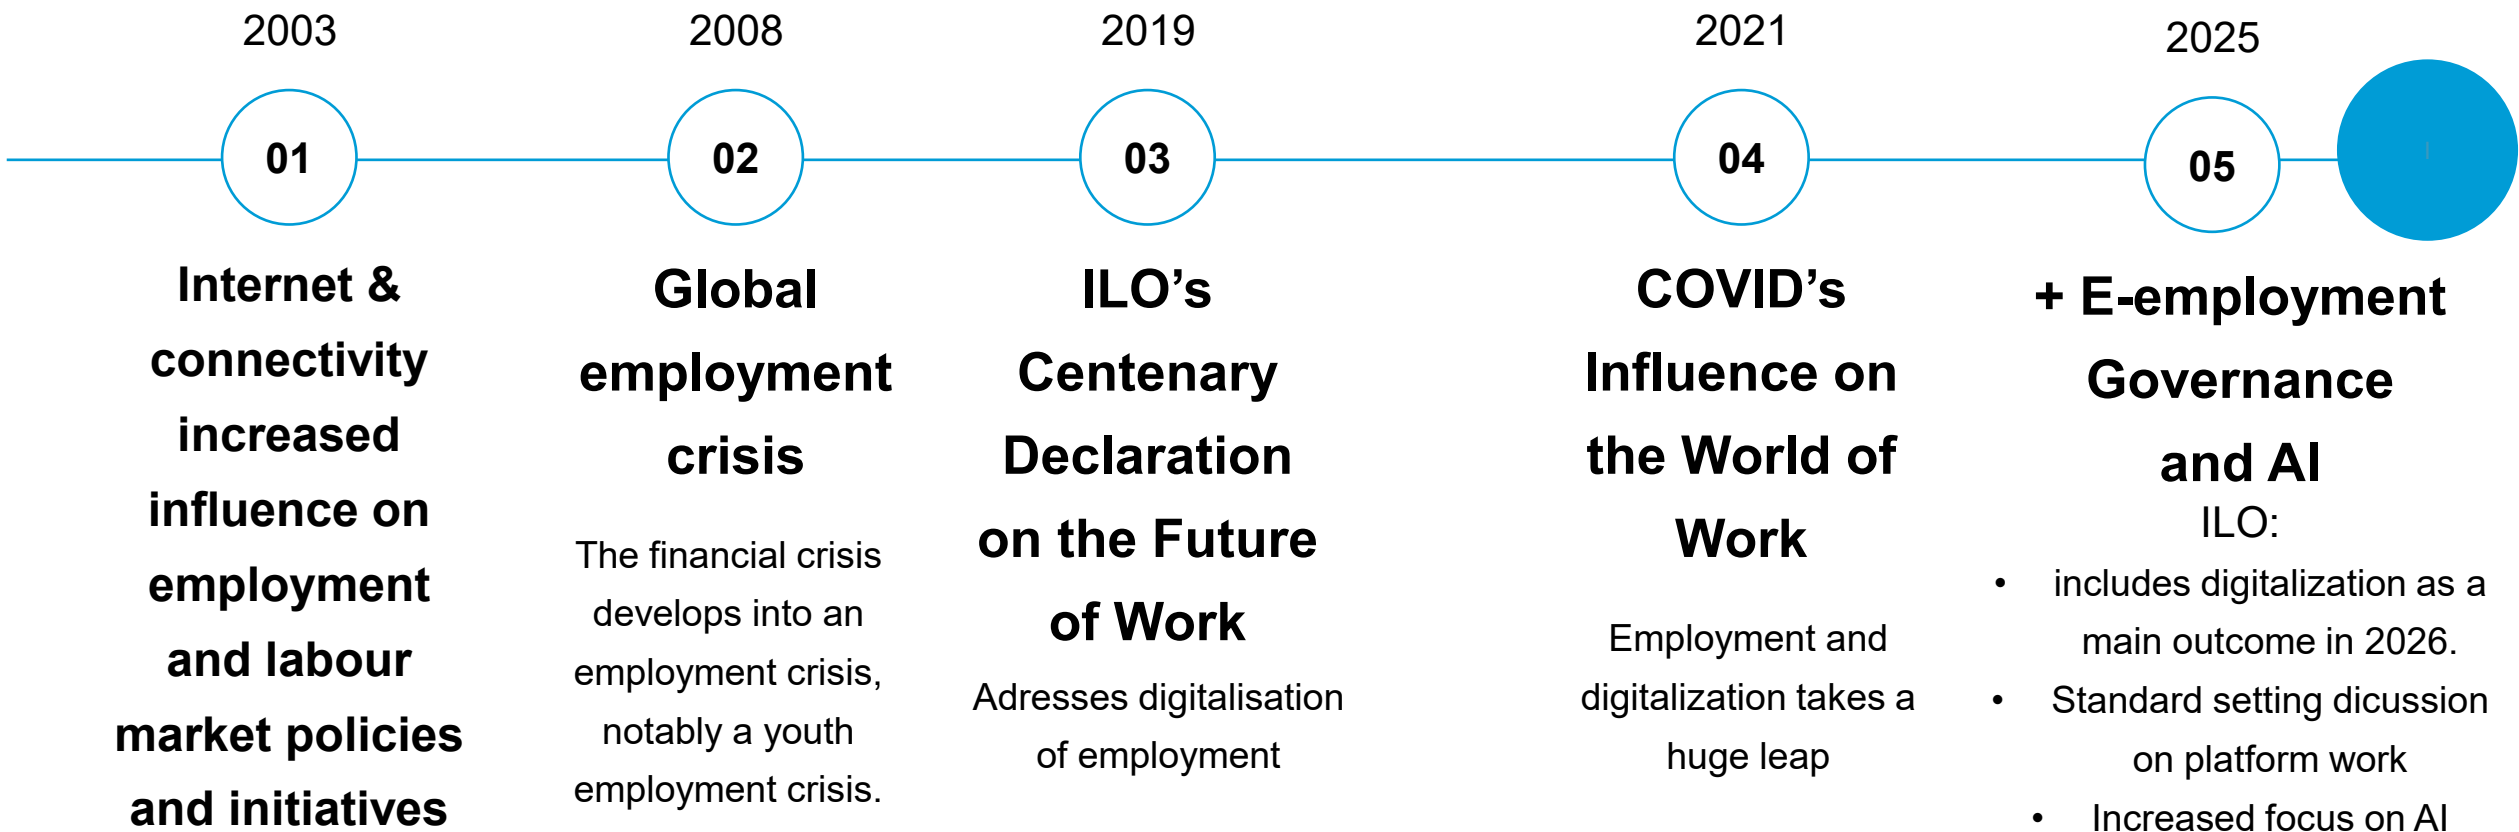 2003
01
Internet &
connectivity
increased
influence on
employment
and labour
market policies
and initiatives
2008
02
Global
employment
crisis
The financial crisis
develops into an
employment crisis,
notably a youth
employment crisis.
2019
03
ILO’s
Centenary
Declaration
on the Future
of Work
Adresses digitalisation
of employment
2021
04
COVID’s
Influence on
the World of
Work
Employment and
digitalization takes a
huge leap
2025
05
+ E-employment
Governance
and AI
ILO:
• includes digitalization as a
main outcome in 2026.
• Standard setting dicussion
on platform work
• Increased focus on AI